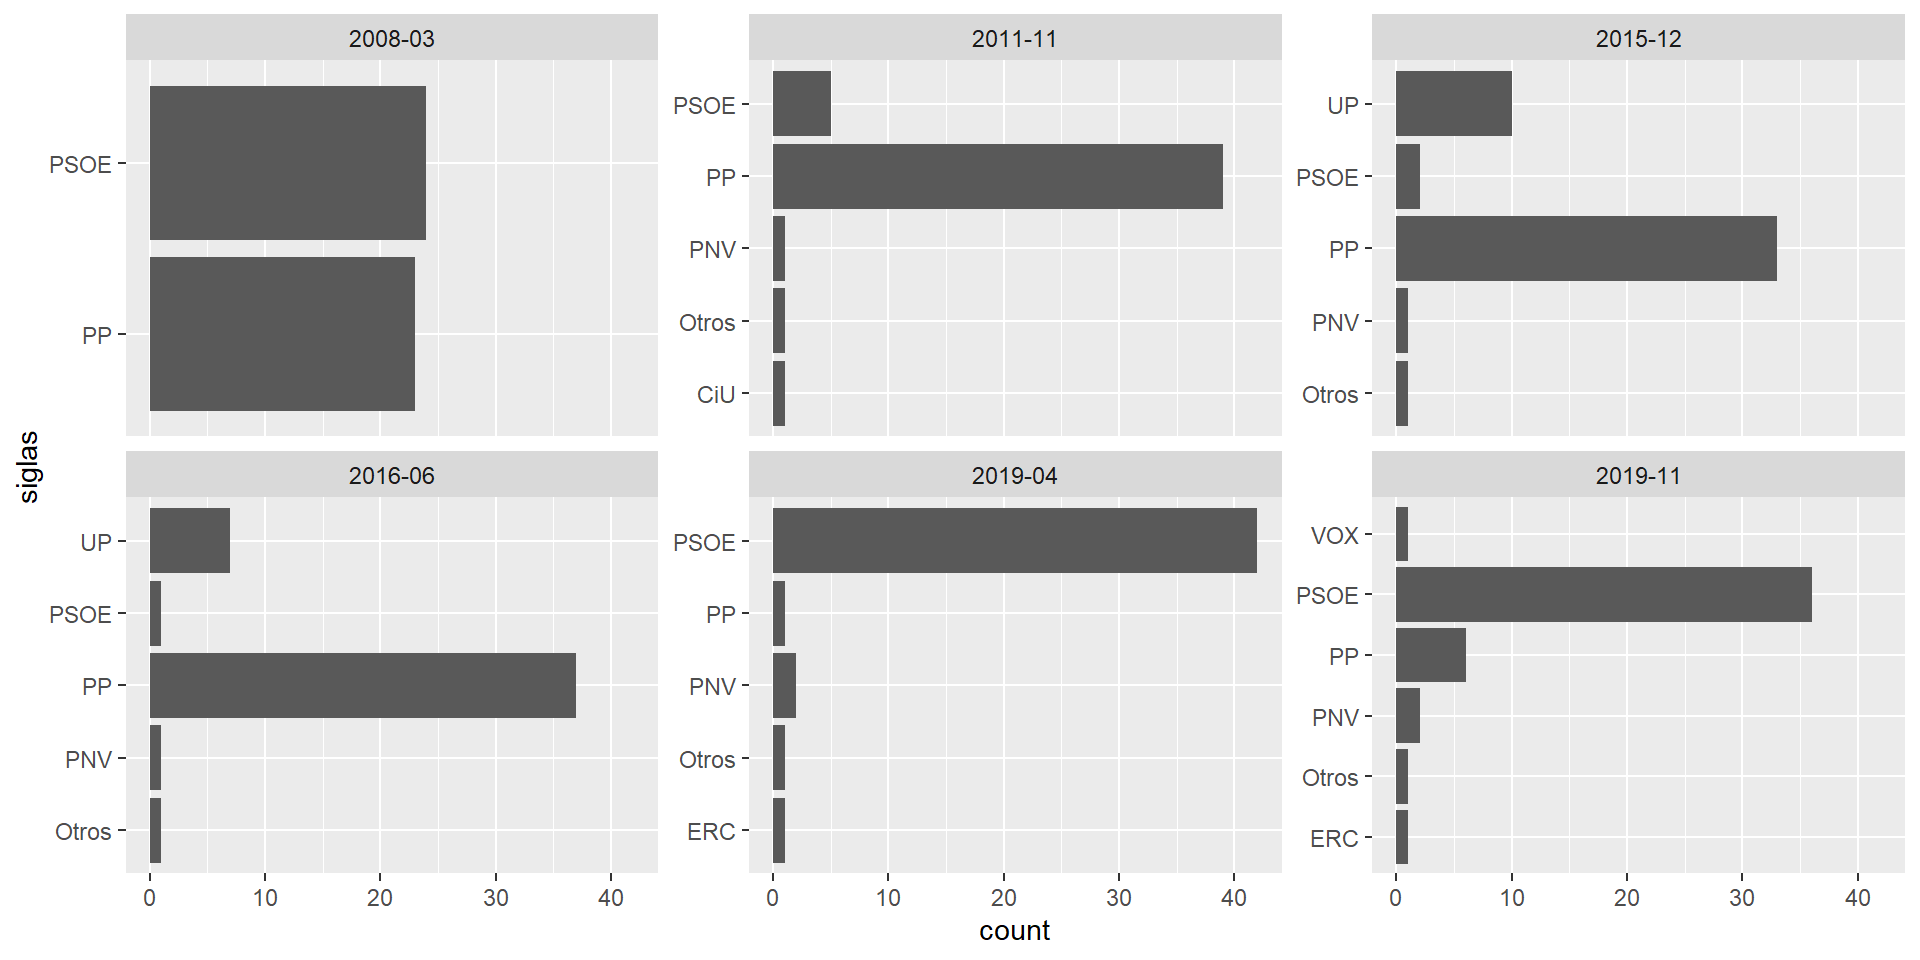 2008-03
2011-11
2015-12
PSOE
PP
PSOE
PP
PNV
Otros
CiU
UP
PSOE
PP
PNV
Otros
siglas
2016-06
2019-04
2019-11
UP
PSOE
PP
PNV
Otros
PSOE
PP
PNV
Otros
ERC
VOX
PSOE
PP
PNV
Otros
ERC
0 10 20 30 40
0 10 20 30 40
0 10 20 30 40
count